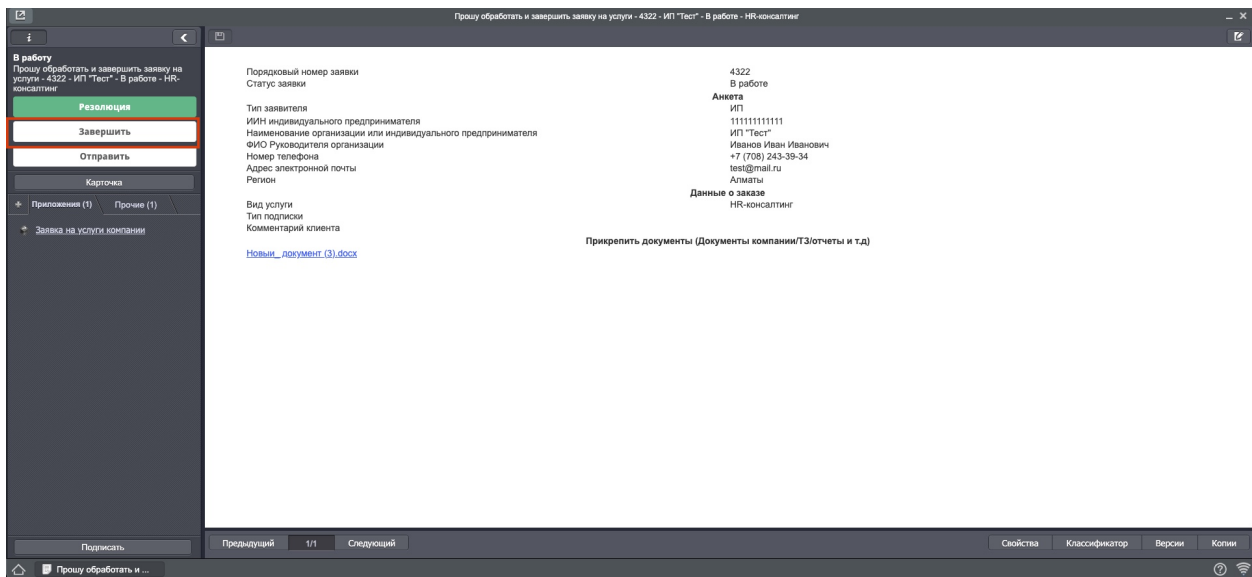 Прошу обработать и завершить заявку на услуги - 4322 - ИП "Тест" - В работе - HR-консалтинг
i
В работу
Прошу обработать и завершить заявку на
услуги - 4322 - ИП "Тест" - В работе - HR-
консалтинг
Резолюция
Завершить
Отправить
Карточка
+ Приложения (1) Прочие (1)
Заявка на услуги компании
Порядковый номер заявки 4322
Статус заявки В работе
Анкета
Тип заявителя ИП
ИИН индивидуального предпринимателя 111111111111
Наименование организации или индивидуального предпринимателя ИП "Тест"
ФИО Руководителя организации Иванов Иван Иванович
Номер телефона +7 (708) 243-39-34
Адрес электронной почты test@mail.ru
Регион Алматы
Данные о заказе
Вид услуги HR-консалтинг
Тип подписки
Комментарий клиента
Прикрепить документы (Документы компании/ТЗ/отчеты и т.д)
Новыи_ документ (3).docx
Подписать
Предыдущий 1/1 Следующий Свойства Классификатор Версии Копии
Прошу обработать и ...